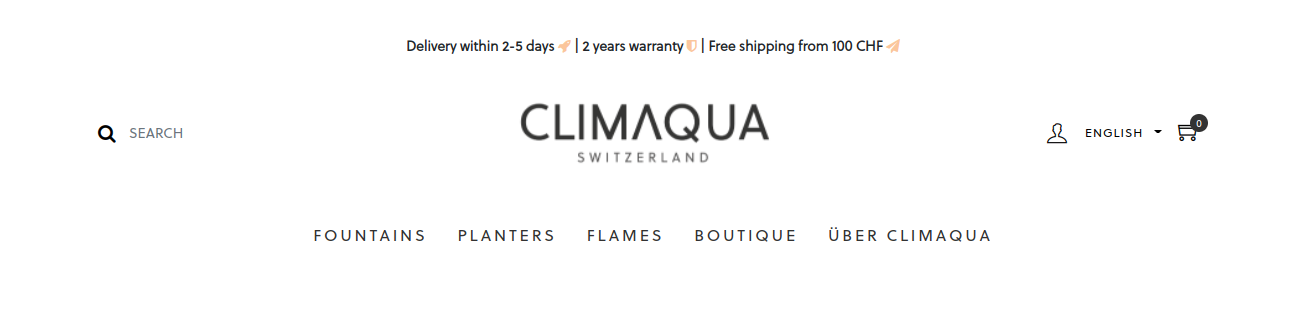 Delivery within 2-5 days | 2 years warranty | Free shipping from 100 CHF
SEARCH
CLIMAQUA
SWITZERLAND
ENGLISH
0
FOUNTAINS PLANTERS FLAMES BOUTIQUE ÜBER CLIMAQUA